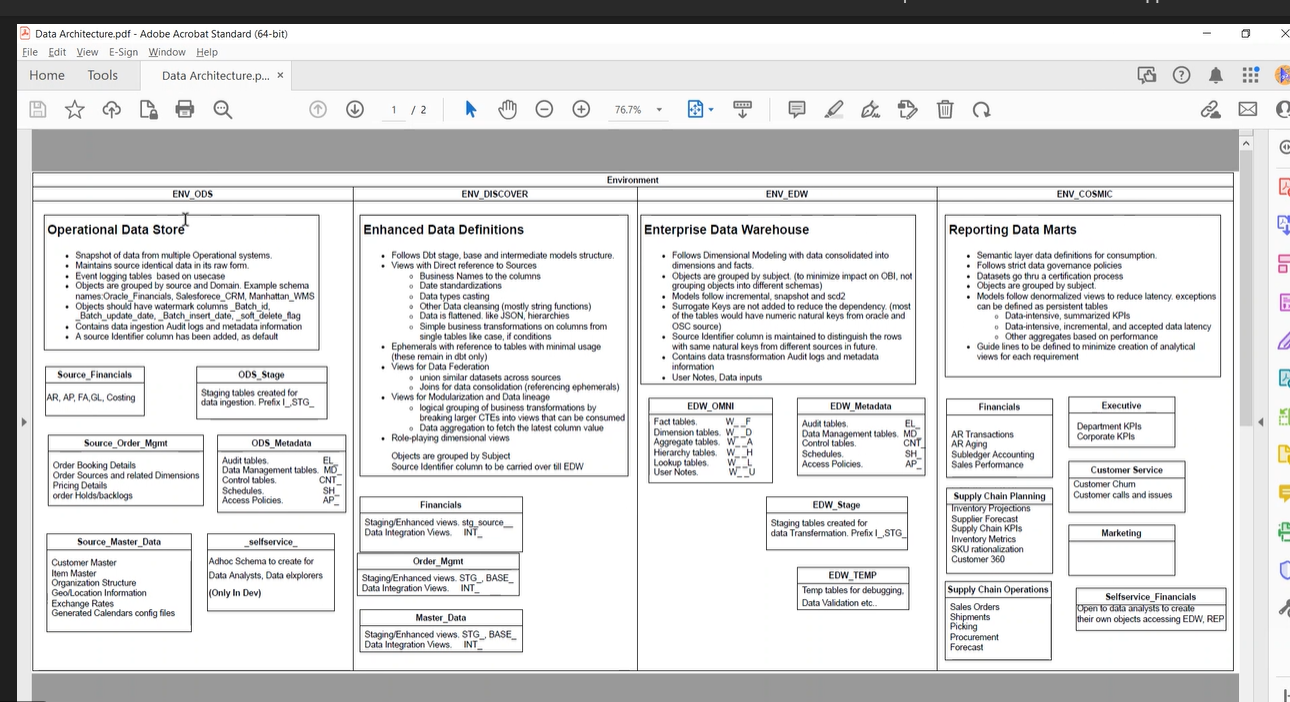 Data Architecture.pdf - Adobe Acrobat Standard (64-bit)
File Edit View E-Sign Window Help
Home Tools Data Architecture.p... ×
1 / 2 76.7%
Environment
ENV_ODS
Operational Data Store
• Snapshot of data from multiple Operational systems.
• Maintains source identical data in its raw form.
• Event logging tables based on usecase
• Objects are grouped by source and Domain. Example schema
names:Oracle_Financials, Salesforece_CRM, Manhattan_WMS
• Objects should have watermark columns _Batch_id,
_Batch_update_date, _Batch_insert_date, _soft_delete_flag
• Contains data ingestion Audit logs and metadata information
• A source Identifier column has been added, as default
Source_Financials
AR, AP, FA,GL, Costing
ODS_Stage
Staging tables created for
data ingestion. Prefix I_,STG_
Source_Order_Mgmt
Order Booking Details
Order Sources and related Dimensions
Pricing Details
order Holds/backlogs
ODS_Metadata
Audit tables. EL_
Data Management tables. MD_
Control tables. CNT_
Schedules. SH_
Access Policies. AP_
Source_Master_Data
Customer Master
Item Master
Organization Structure
Geo/Location Information
Exchange Rates
Generated Calendars config files
_selfservice_
Adhoc Schema to create for
Data Analysts, Data elxplorers
(Only In Dev)
ENV_DISCOVER
Enhanced Data Definitions
• Follows Dbt stage, base and intermediate models structure.
• Views with Direct reference to Sources
○ Business Names to the columns
○ Date standardizations
○ Data types casting
○ Other Data cleansing (mostly string functions)
○ Data is flattened. like JSON, hierarchies
○ Simple business transformations on columns from
single tables like case, if conditions
• Ephemerals with reference to tables with minimal usage
(these remain in dbt only)
• Views for Data Federation
○ union similar datasets across sources
○ Joins for data consolidation (referencing ephemerals)
• Views for Modularization and Data lineage
○ logical grouping of business transformations by
breaking larger CTEs into views that can be consumed
○ Data aggregation to fetch the latest column value
• Role-playing dimensional views
Objects are grouped by Subject
Source Identifier column to be carried over till EDW
Financials
Staging/Enhanced views. stg_source__
Data Integration Views. INT_
Order_Mgmt
Staging/Enhanced views. STG_, BASE_
Data Integration Views. INT_
Master_Data
Staging/Enhanced views. STG_, BASE_
Data Integration Views. INT_
ENV_EDW
Enterprise Data Warehouse
• Follows Dimensional Modeling with data consolidated into
dimensions and facts.
• Objects are grouped by subject. (to minimize impact on OBI, not
grouping objects into different schemas)
• Models follow incremental, snapshot and scd2
• Surrogate Keys are not added to reduce the dependency. (most
of the tables would have numeric natural keys from oracle and
OSC source)
• Source Identifier column is maintained to distinguish the rows
with same natural keys from different sources in future.
• Contains data trasnsformation Audit logs and metadata
information
• User Notes, Data inputs
EDW_OMNI
Fact tables. W__F
Dimension tables. W__D
Aggregate tables. W__A
Hierarchy tables. W__H
Lookup tables. W__L
User Notes. W__U
EDW_Metadata
Audit tables. EL_
Data Management tables. MD_
Control tables. CNT_
Schedules. SH_
Access Policies. AP_
EDW_Stage
Staging tables created for
data Transfermation. Prefix I_,STG_
EDW_TEMP
Temp tables for debugging,
Data Validation etc..
ENV_COSMIC
Reporting Data Marts
• Semantic layer data definitions for consumption.
• Follows strict data governance policies
• Datasets go thru a certification process
• Objects are grouped by subject.
• Models follow denormalized views to reduce latency. exceptions
can be defined as persistent tables
○ Data-intensive, summarized KPIs
○ Data-intensive, incremental, and accepted data latency
○ Other aggregates based on performance
• Guide lines to be defined to minimize creation of analytical
views for each requirement
Financials
AR Transactions
AR Aging
Subledger Accounting
Sales Performance
Executive
Department KPIs
Corporate KPIs
Customer Service
Customer Churn
Customer calls and issues
Supply Chain Planning
Inventory Projections
Supplier Forecast
Supply Chain KPIs
Inventory Metrics
SKU rationalization
Customer 360
Marketing
Supply Chain Operations
Sales Orders
Shipments
Picking
Procurement
Forecast
Selfservice_Financials
Open to data analysts to create
their own objects accessing EDW, REP